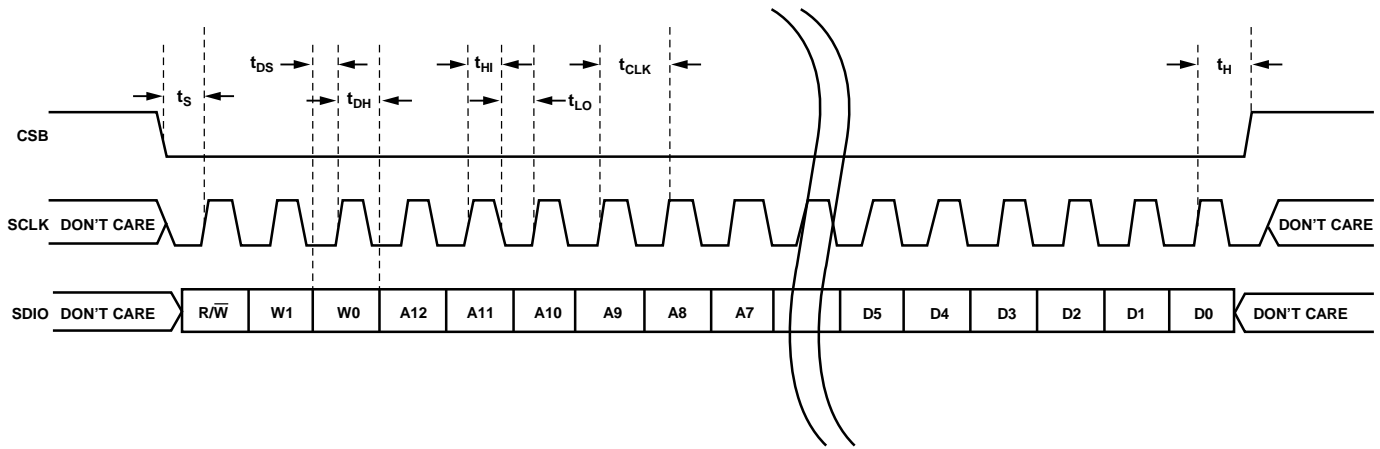 tDS
tHI
tCLK
tH
tS
tDH
tLO
CSB
SCLK DON'T CARE DON'T CARE
SDIO DON'T CARE R/W̅ W1 W0 A12 A11 A10 A9 A8 A7 D5 D4 D3 D2 D1 D0 DON'T CARE